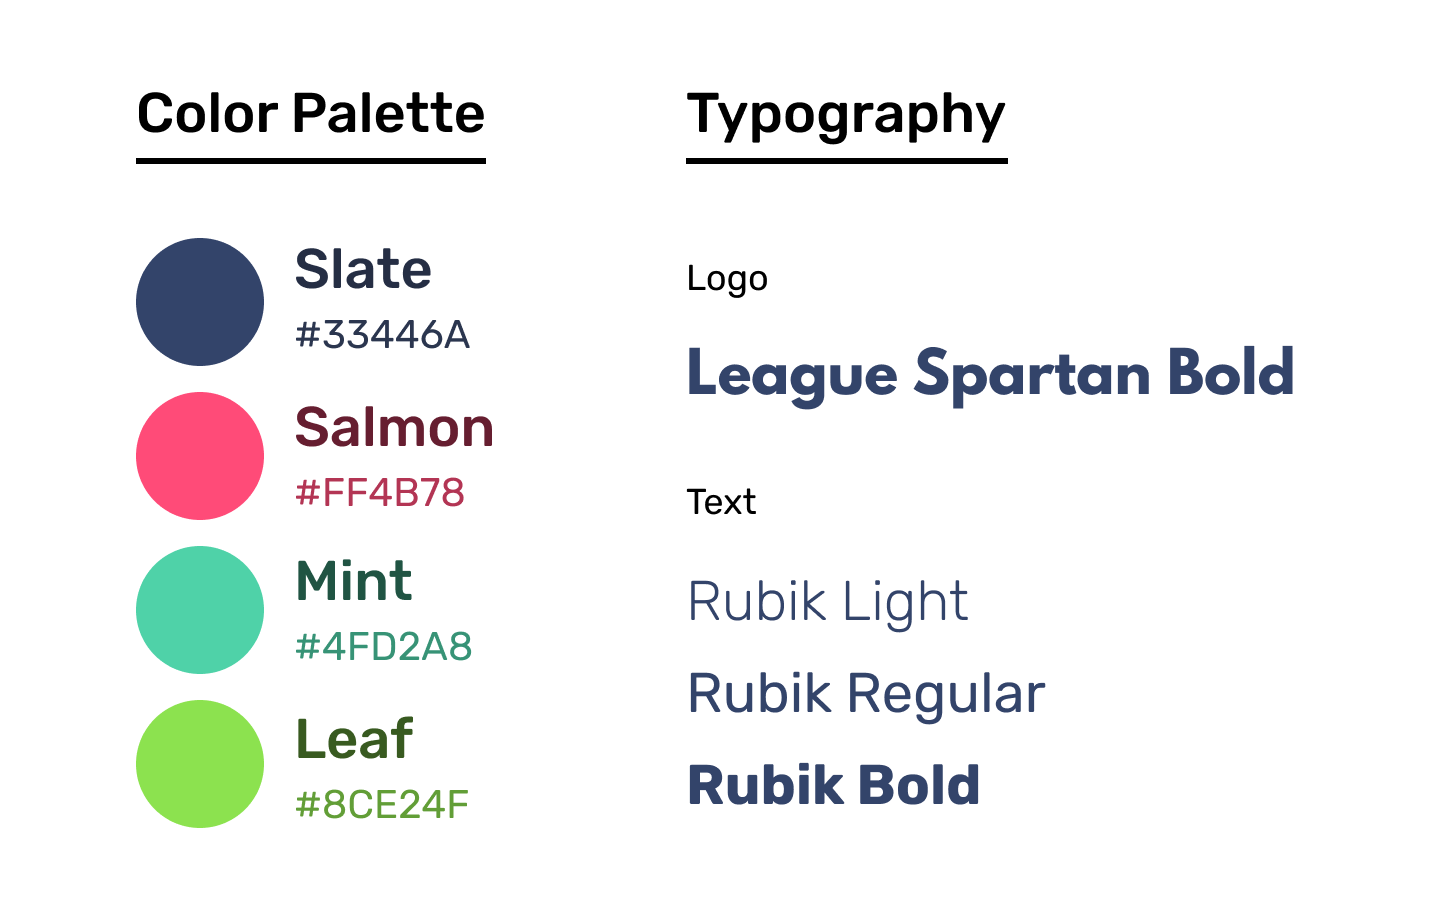 Color Palette
Slate
#33446A
Salmon
#FF4B78
Mint
#4FD2A8
Leaf
#8CE24F
Typography
Logo
League Spartan Bold
Text
Rubik Light
Rubik Regular
Rubik Bold